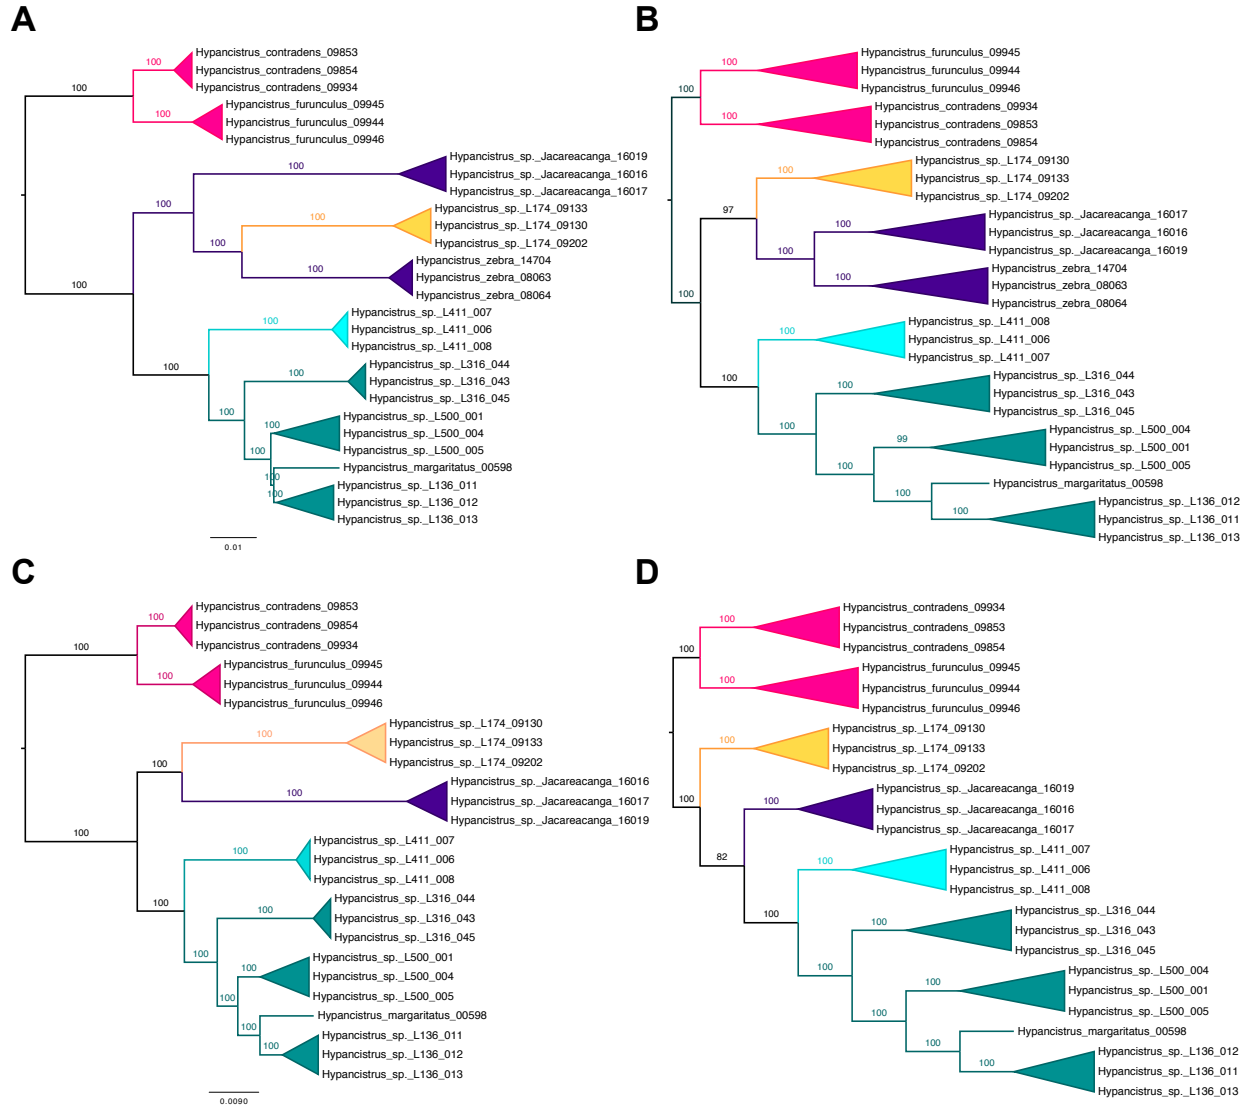 A
100
Hypancistrus_contradens_09853
Hypancistrus_contradens_09854
Hypancistrus_contradens_09934
100
100
Hypancistrus_furunculus_09945
Hypancistrus_furunculus_09944
Hypancistrus_furunculus_09946
100
Hypancistrus_sp._Jacareacanga_16019
Hypancistrus_sp._Jacareacanga_16016
Hypancistrus_sp._Jacareacanga_16017
100
100
Hypancistrus_sp._L174_09133
Hypancistrus_sp._L174_09130
Hypancistrus_sp._L174_09202
100
100
Hypancistrus_zebra_14704
Hypancistrus_zebra_08063
Hypancistrus_zebra_08064
100
100
Hypancistrus_sp._L411_007
Hypancistrus_sp._L411_006
Hypancistrus_sp._L411_008
100
100
Hypancistrus_sp._L316_044
Hypancistrus_sp._L316_043
Hypancistrus_sp._L316_045
100
100
Hypancistrus_sp._L500_001
Hypancistrus_sp._L500_004
Hypancistrus_sp._L500_005
100
Hypancistrus_margaritatus_00598
100
100
Hypancistrus_sp._L136_011
Hypancistrus_sp._L136_012
Hypancistrus_sp._L136_013
0.01
B
100
Hypancistrus_furunculus_09945
Hypancistrus_furunculus_09944
Hypancistrus_furunculus_09946
100
100
Hypancistrus_contradens_09934
Hypancistrus_contradens_09853
Hypancistrus_contradens_09854
100
Hypancistrus_sp._L174_09130
Hypancistrus_sp._L174_09133
Hypancistrus_sp._L174_09202
97
100
Hypancistrus_sp._Jacareacanga_16017
Hypancistrus_sp._Jacareacanga_16016
Hypancistrus_sp._Jacareacanga_16019
100
100
Hypancistrus_zebra_14704
Hypancistrus_zebra_08063
Hypancistrus_zebra_08064
100
100
Hypancistrus_sp._L411_008
Hypancistrus_sp._L411_006
Hypancistrus_sp._L411_007
100
100
Hypancistrus_sp._L316_044
Hypancistrus_sp._L316_043
Hypancistrus_sp._L316_045
100
99
Hypancistrus_sp._L500_004
Hypancistrus_sp._L500_001
Hypancistrus_sp._L500_005
100
Hypancistrus_margaritatus_00598
100
100
Hypancistrus_sp._L136_012
Hypancistrus_sp._L136_011
Hypancistrus_sp._L136_013
C
100
Hypancistrus_contradens_09853
Hypancistrus_contradens_09854
Hypancistrus_contradens_09934
100
100
Hypancistrus_furunculus_09945
Hypancistrus_furunculus_09944
Hypancistrus_furunculus_09946
100
Hypancistrus_sp._L174_09130
Hypancistrus_sp._L174_09133
Hypancistrus_sp._L174_09202
100
100
Hypancistrus_sp._Jacareacanga_16016
Hypancistrus_sp._Jacareacanga_16017
Hypancistrus_sp._Jacareacanga_16019
100
100
Hypancistrus_sp._L411_007
Hypancistrus_sp._L411_006
Hypancistrus_sp._L411_008
100
100
Hypancistrus_sp._L316_044
Hypancistrus_sp._L316_043
Hypancistrus_sp._L316_045
100
100
Hypancistrus_sp._L500_001
Hypancistrus_sp._L500_004
Hypancistrus_sp._L500_005
100
Hypancistrus_margaritatus_00598
100
100
Hypancistrus_sp._L136_011
Hypancistrus_sp._L136_012
Hypancistrus_sp._L136_013
0.0090
D
100
Hypancistrus_contradens_09934
Hypancistrus_contradens_09853
Hypancistrus_contradens_09854
100
100
Hypancistrus_furunculus_09945
Hypancistrus_furunculus_09944
Hypancistrus_furunculus_09946
100
Hypancistrus_sp._L174_09130
Hypancistrus_sp._L174_09133
Hypancistrus_sp._L174_09202
100
100
Hypancistrus_sp._Jacareacanga_16019
Hypancistrus_sp._Jacareacanga_16016
Hypancistrus_sp._Jacareacanga_16017
82
100
Hypancistrus_sp._L411_007
Hypancistrus_sp._L411_006
Hypancistrus_sp._L411_008
100
100
Hypancistrus_sp._L316_044
Hypancistrus_sp._L316_043
Hypancistrus_sp._L316_045
100
100
Hypancistrus_sp._L500_004
Hypancistrus_sp._L500_001
Hypancistrus_sp._L500_005
100
Hypancistrus_margaritatus_00598
100
100
Hypancistrus_sp._L136_012
Hypancistrus_sp._L136_011
Hypancistrus_sp._L136_013